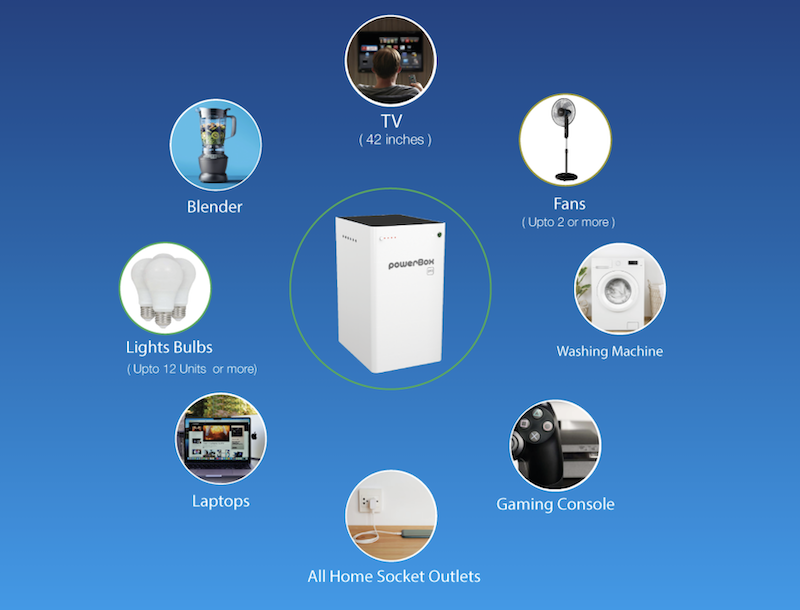 TV
( 42 inches )
Blender
Fans
( Upto 2 or more )
powerBox
Lights Bulbs
( Upto 12 Units or more)
Washing Machine
Laptops
Gaming Console
All Home Socket Outlets